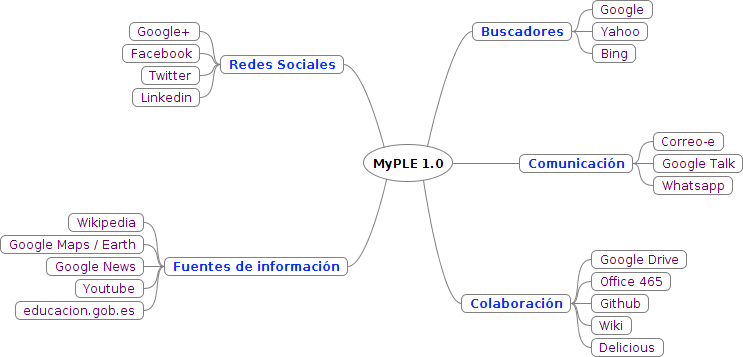 MyPLE 1.0
Redes Sociales
Google+
Facebook
Twitter
Linkedin
Fuentes de información
Wikipedia
Google Maps / Earth
Google News
Youtube
educacion.gob.es
Buscadores
Google
Yahoo
Bing
Comunicación
Correo-e
Google Talk
Whatsapp
Colaboración
Google Drive
Office 465
Github
Wiki
Delicious